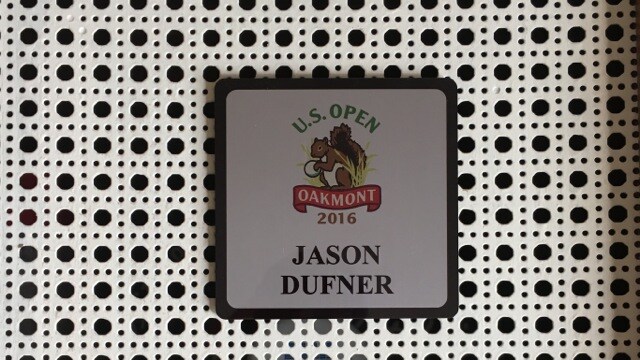 U.S. OPEN
OAKMONT
2016
JASON
DUFNER